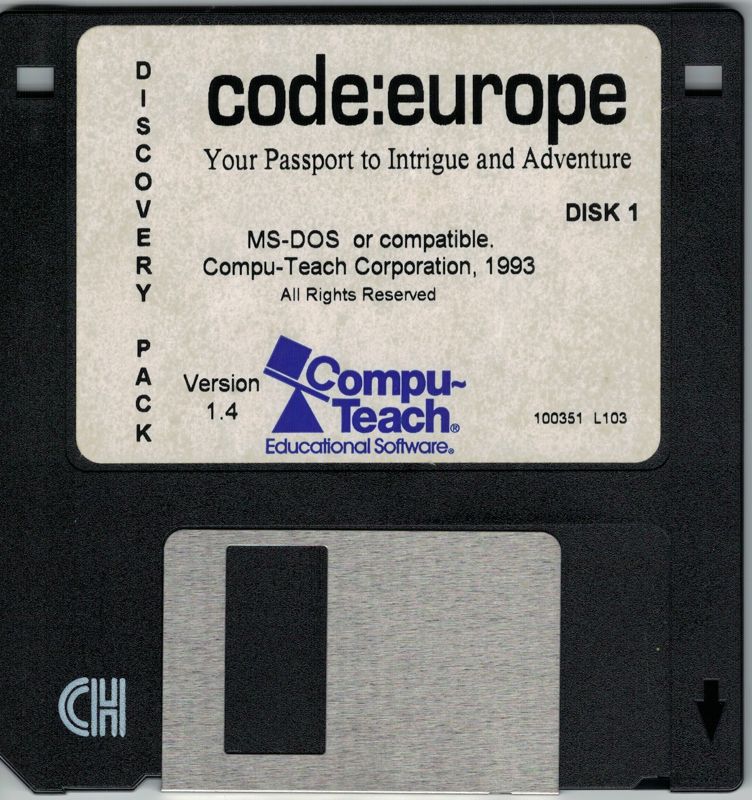 DISCOVERY PACK
code:europe
Your Passport to Intrigue and Adventure
DISK 1
MS-DOS or compatible.
Compu-Teach Corporation, 1993
All Rights Reserved
Version
1.4
Compu~
Teach®
Educational Software®
100351 L103
CH